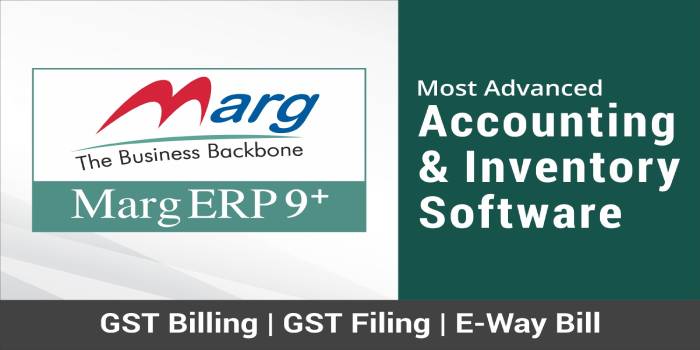 Marg
The Business Backbone
Marg ERP 9+
Most Advanced
Accounting
& Inventory
Software
GST Billing | GST Filing | E-Way Bill